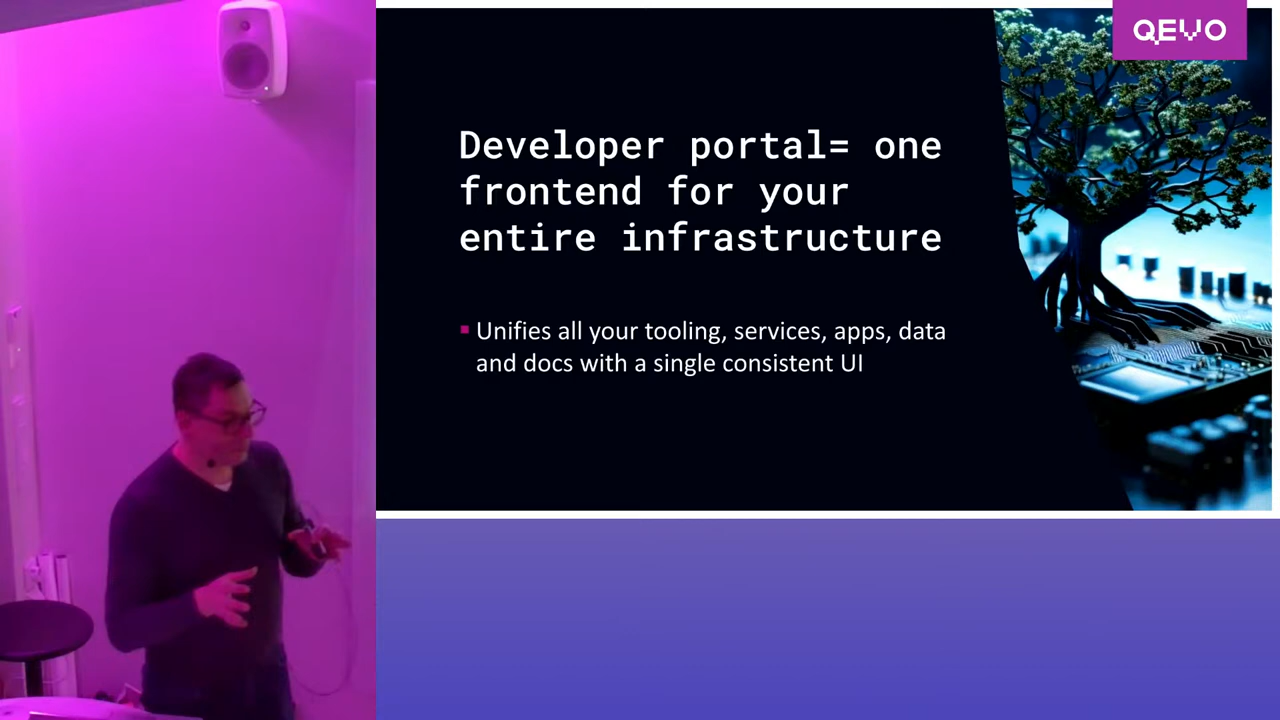 QEVO
Developer portal= one
frontend for your
entire infrastructure
Unifies all your tooling, services, apps, data
and docs with a single consistent UI